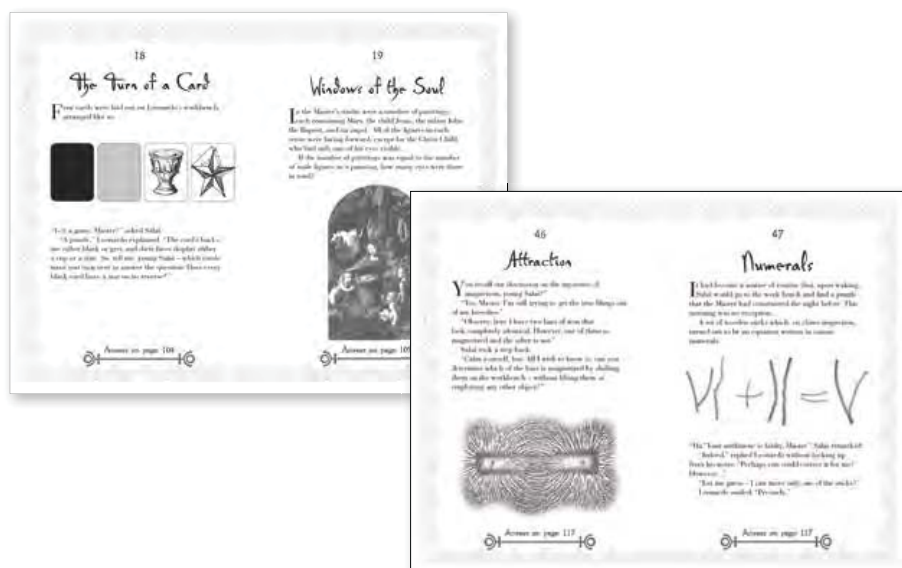 18
The Turn of a Card
Four cards were laid out on Leonardo's workbench,
arranged like so:
"Is it a game, Master?" asked Salai.
"A puzzle," Leonardo explained. "The card's backs
are either black or grey, and their faces display either
a cup or a star. So, tell me, young Salai – which cards
must you turn over to answer the question: Does every
black card have a star on its reverse?"
Answer on page 104
19
Windows of the Soul
In the Master's studio were a number of paintings,
each containing Mary, the child Jesus, the infant John
the Baptist, and an angel. All of the figures in each
scene were facing forward, except for the Christ Child,
who had only one of his eyes visible.
If the number of paintings was equal to the number
of male figures in a painting, how many eyes were there
in total?
Answer on page 105
46
Attraction
You recall our discussion on the mysteries of
magnetism, young Salai?"
"Yes, Master. I'm still trying to get the iron filings out
of my breeches."
"Observe, here I have two bars of iron that
look completely identical. However, one of them is
magnetised and the other is not."
Salai took a step back.
"Calm yourself, boy. All I wish to know is, can you
determine which of the bars is magnetised by sliding
them on the workbench – without lifting them or
employing any other object?"
Answer on page 117
47
Numerals
It had become a matter of routine that, upon waking,
Salai would go to the work bench and find a puzzle
that the Master had constructed the night before. This
morning was no exception.
A set of wooden sticks which, on closer inspection,
turned out to be an equation written in roman
numerals.
VI + II = V
"Ha! Your arithmetic is faulty, Master!" Salai remarked.
"Indeed," replied Leonardo without looking up
from his notes. "Perhaps you could correct it for me?
However..."
"Let me guess – I can move only one of the sticks?"
Leonardo smiled. "Precisely."
Answer on page 117